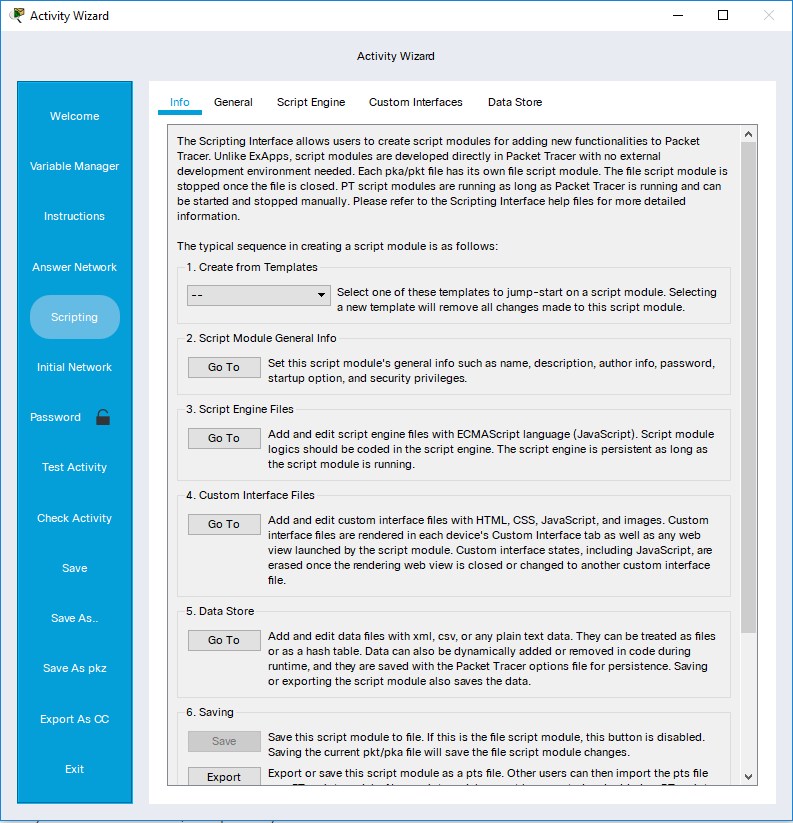 Activity Wizard
Activity Wizard
Welcome
Variable Manager
Instructions
Answer Network
Scripting
Initial Network
Password
Test Activity
Check Activity
Save
Save As..
Save As pkz
Export As CC
Exit
Info General Script Engine Custom Interfaces Data Store
The Scripting Interface allows users to create script modules for adding new functionalities to Packet
Tracer. Unlike ExApps, script modules are developed directly in Packet Tracer with no external
development environment needed. Each pka/pkt file has its own file script module. The file script module is
stopped once the file is closed. PT script modules are running as long as Packet Tracer is running and can
be started and stopped manually. Please refer to the Scripting Interface help files for more detailed
information.
The typical sequence in creating a script module is as follows:
1. Create from Templates
--
Select one of these templates to jump-start on a script module. Selecting
a new template will remove all changes made to this script module.
2. Script Module General Info
Go To
Set this script module's general info such as name, description, author info, password,
startup option, and security privileges.
3. Script Engine Files
Go To
Add and edit script engine files with ECMAScript language (JavaScript). Script module
logics should be coded in the script engine. The script engine is persistent as long as
the script module is running.
4. Custom Interface Files
Go To
Add and edit custom interface files with HTML, CSS, JavaScript, and images. Custom
interface files are rendered in each device's Custom Interface tab as well as any web
view launched by the script module. Custom interface states, including JavaScript, are
erased once the rendering web view is closed or changed to another custom interface
file.
5. Data Store
Go To
Add and edit data files with xml, csv, or any plain text data. They can be treated as files
or as a hash table. Data can also be dynamically added or removed in code during
runtime, and they are saved with the Packet Tracer options file for persistence. Saving
or exporting the script module also saves the data.
6. Saving
Save
Save this script module to file. If this is the file script module, this button is disabled.
Saving the current pkt/pka file will save the file script module changes.
Export
Export or save this script module as a pts file. Other users can then import the pts file